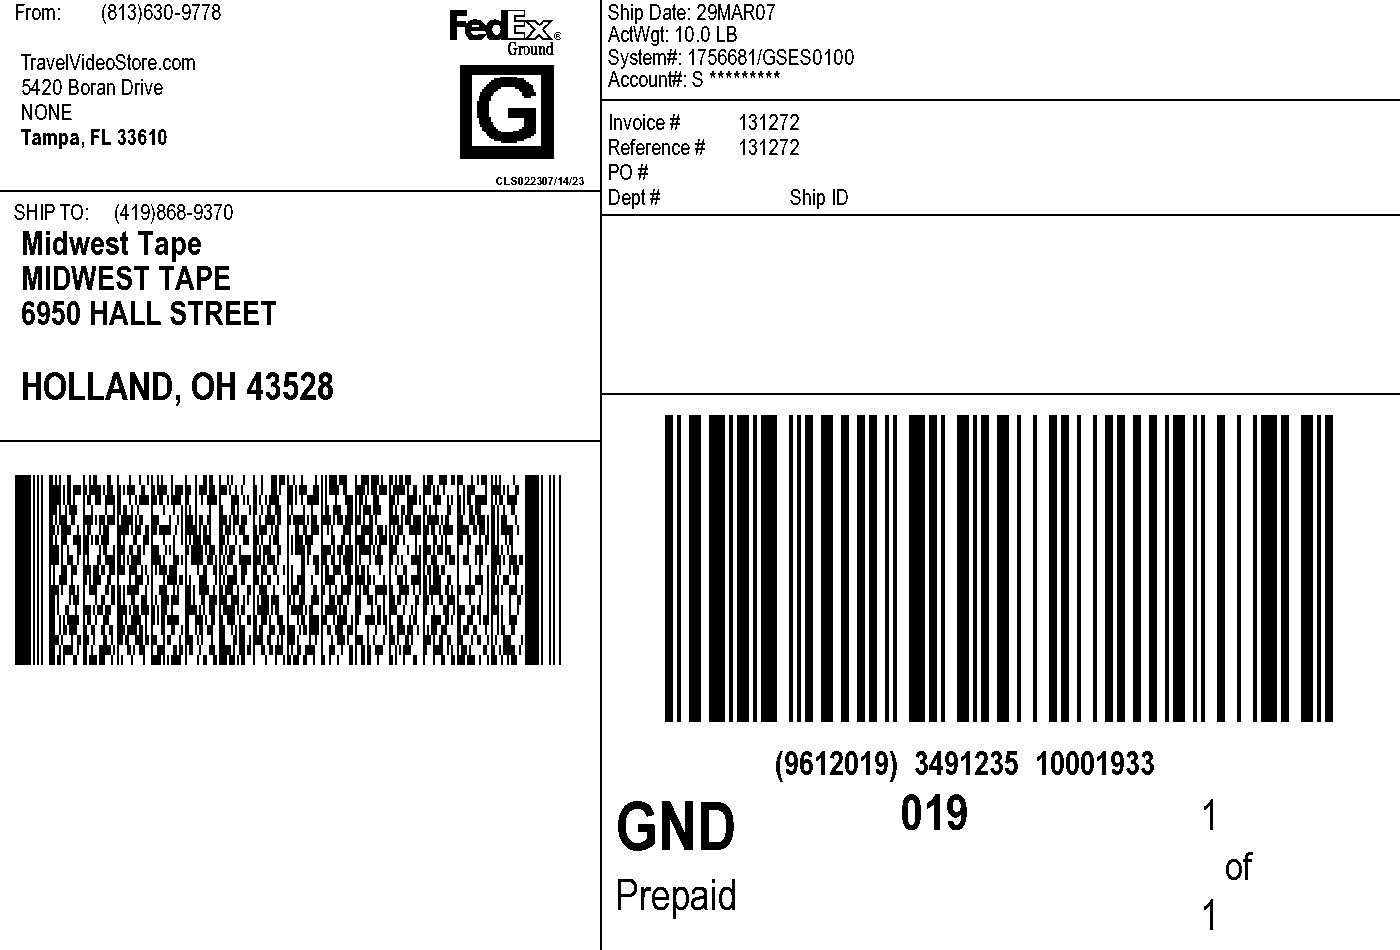 From: (813)630-9778
TravelVideoStore.com
5420 Boran Drive
NONE
Tampa, FL 33610
FedEx®
Ground
G
CLS022307/14/23
Ship Date: 29MAR07
ActWgt: 10.0 LB
System#: 1756681/GSES0100
Account#: S *********
Invoice # 131272
Reference # 131272
PO #
Dept # Ship ID
SHIP TO: (419)868-9370
Midwest Tape
MIDWEST TAPE
6950 HALL STREET
HOLLAND, OH 43528
(9612019) 3491235 10001933
GND 019 1
of
Prepaid 1